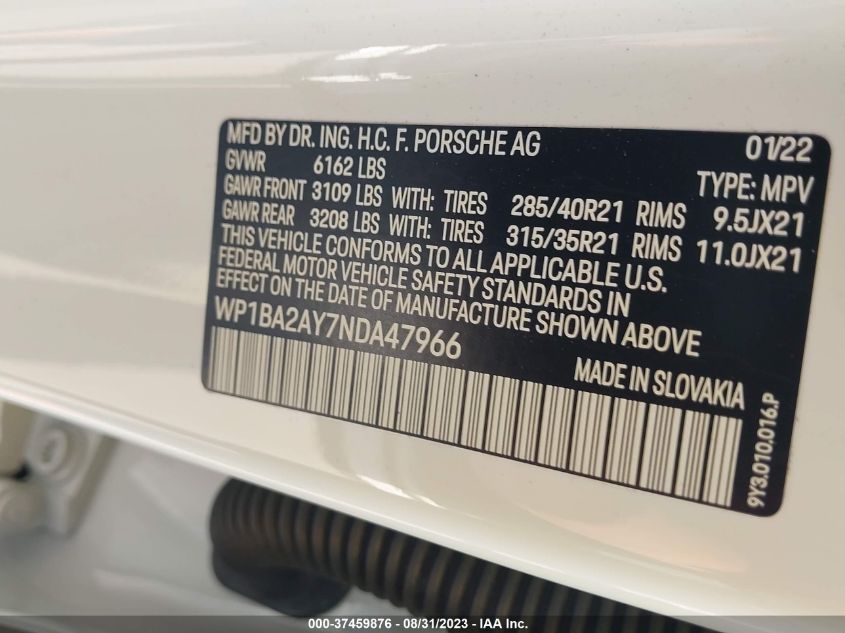 MFD BY DR. ING. H.C. F. PORSCHE AG 01/22
GVWR 6162 LBS TYPE: MPV
GAWR FRONT 3109 LBS WITH: TIRES 285/40R21 RIMS 9.5JX21
GAWR REAR 3208 LBS WITH: TIRES 315/35R21 RIMS 11.0JX21
THIS VEHICLE CONFORMS TO ALL APPLICABLE U.S.
FEDERAL MOTOR VEHICLE SAFETY STANDARDS IN
EFFECT ON THE DATE OF MANUFACTURE SHOWN ABOVE
WP1BA2AY7NDA47966
MADE IN SLOVAKIA
9Y3.010.016.P
000-37459876 - 08/31/2023 - IAA Inc.